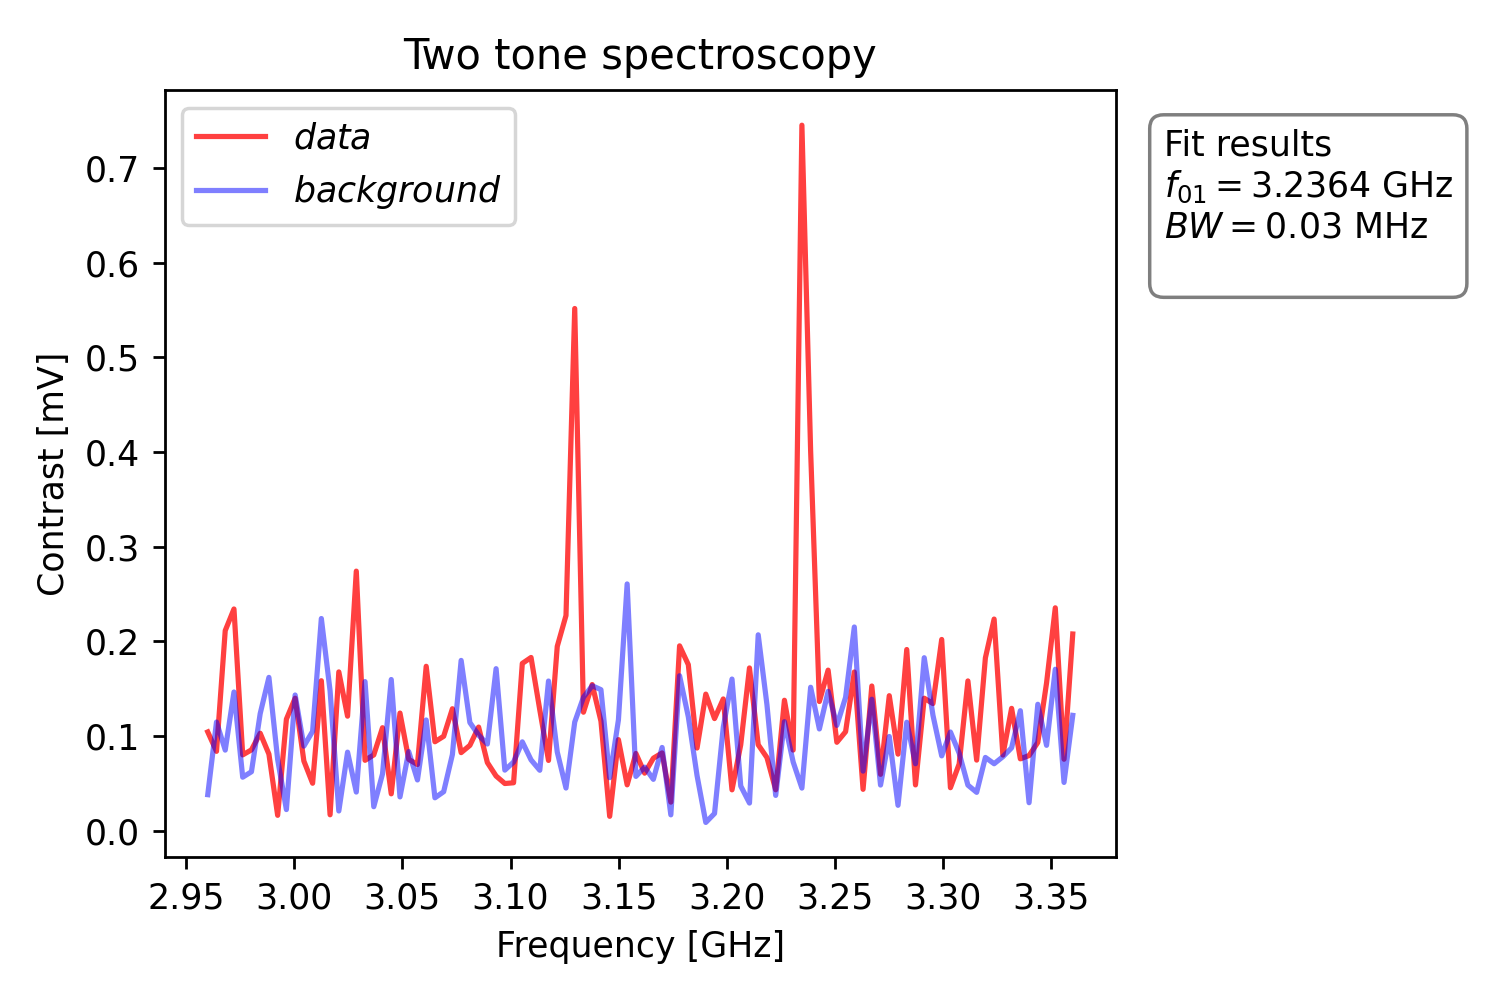 Two tone spectroscopy
data
background
Fit results
f01 = 3.2364 GHz
BW = 0.03 MHz
Contrast [mV]
0.7
0.6
0.5
0.4
0.3
0.2
0.1
0.0
2.95 3.00 3.05 3.10 3.15 3.20 3.25 3.30 3.35
Frequency [GHz]